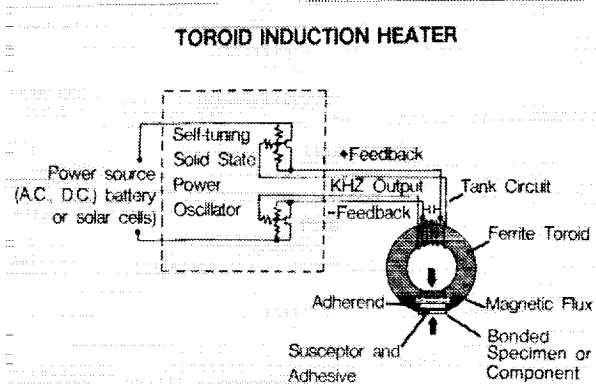 TOROID INDUCTION HEATER
Self-tuning
Solid State
Power
Oscillator
Power source
(A.C., D.C.) battery
or solar cells)
+Feedback
KHZ Output
-Feedback
Tank Circuit
Ferrite Toroid
Adherend
Magnetic Flux
Susceptor and
Adhesive
Bonded
Specimen or
Component